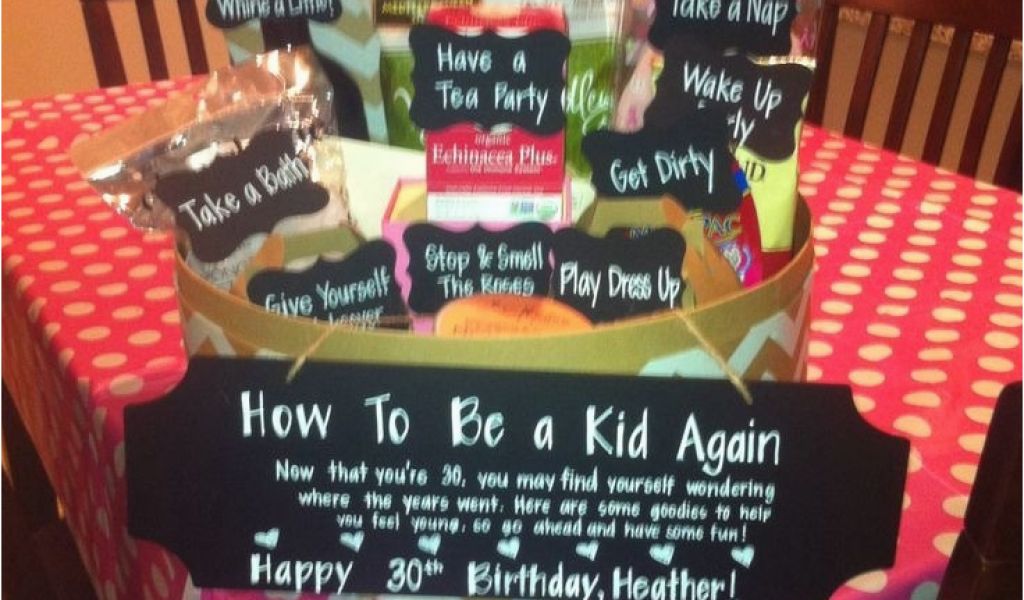 Whine a Little!
Take a Nap
Have a
Tea Party
Wake Up
Get Dirty
organic
Echinacea Plus
Take a Bath
Stop & Smell
The Roses
Play Dress Up
Give Yourself
How To Be a Kid Again
Now that you're 30, you may find yourself wondering
where the years went. Here are some goodies to help
you feel young, so go ahead and have some fun!
Happy 30th Birthday, Heather!